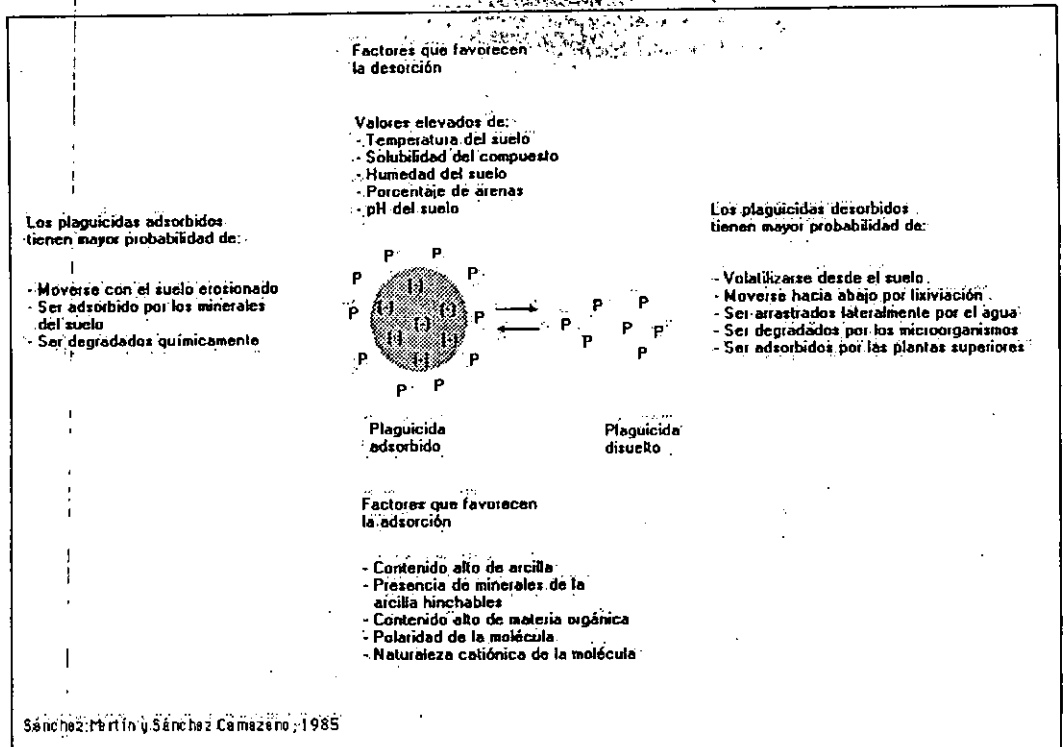 Factores que favorecen
la desorción
Valores elevados de:
- Temperatura del suelo
- Solubilidad del compuesto
- Humedad del suelo
- Porcentaje de arenas
- pH del suelo
Los plaguicidas adsorbidos
tienen mayor probabilidad de:
- Moverse con el suelo erosionado
- Ser adsorbido por los minerales
del suelo
- Ser degradados químicamente
P P P P P P P P P P P
(-) (-) (-) (-) (-) (-) (-)
P P P P P P P
Los plaguicidas desorbidos
tienen mayor probabilidad de:
- Volatilizarse desde el suelo
- Moverse hacia abajo por lixiviación
- Ser arrastrados lateralmente por el agua
- Ser degradados por los microorganismos
- Ser adsorbidos por las plantas superiores
Plaguicida
adsorbido
Plaguicida
disuelto
Factores que favorecen
la adsorción
- Contenido alto de arcilla
- Presencia de minerales de la
arcilla hinchables
- Contenido alto de materia orgánica
- Polaridad de la molécula
- Naturaleza catiónica de la molécula
Sánchez Martín y Sánchez Camazano, 1985